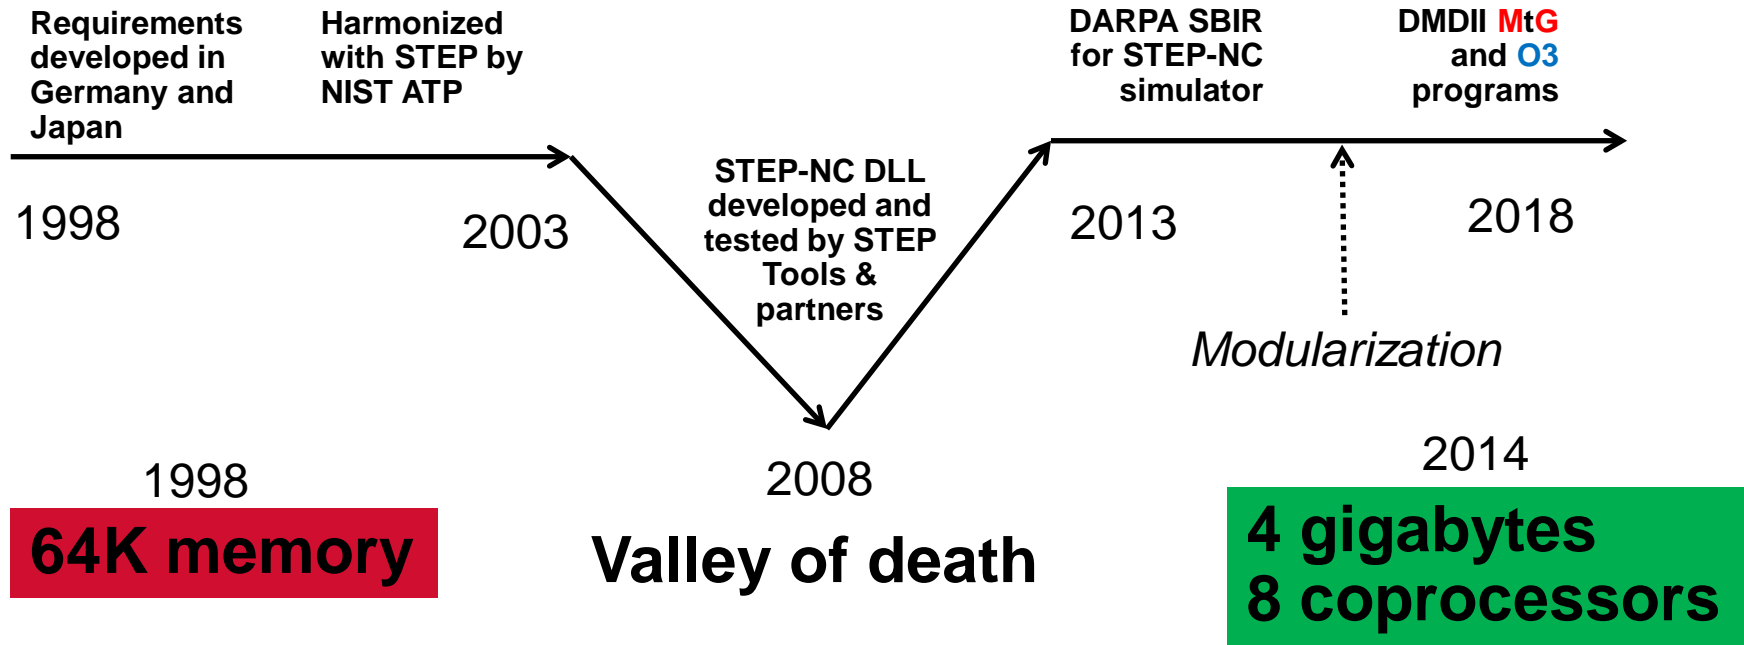 Requirements
developed in
Germany and
Japan
Harmonized
with STEP by
NIST ATP
DARPA SBIR
for STEP-NC
simulator
DMDII MtG
and O3
programs
STEP-NC DLL
developed and
tested by STEP
Tools &
partners
1998
2003
2013
2018
Modularization
1998
64K memory
2008
Valley of death
2014
4 gigabytes
8 coprocessors